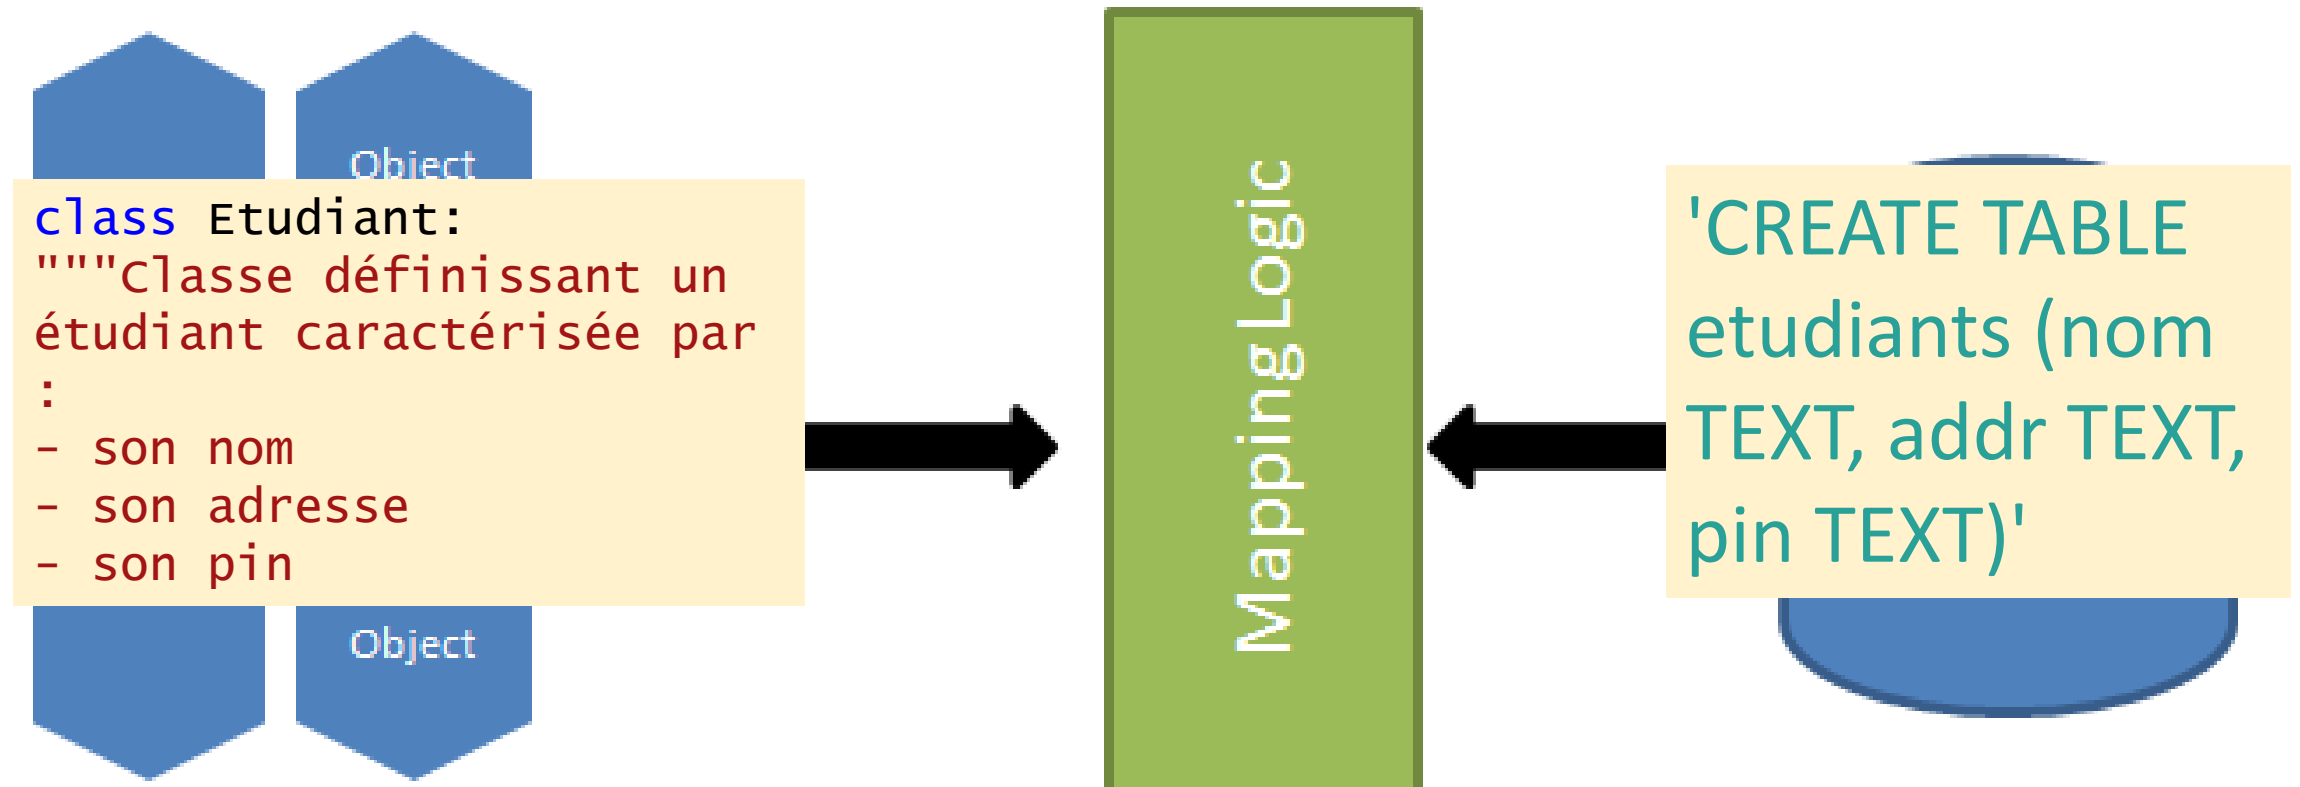 Object
class Etudiant:
"""Classe définissant un
étudiant caractérisée par
:
- son nom
- son adresse
- son pin
Object
Mapping Logic
'CREATE TABLE
etudiants (nom
TEXT, addr TEXT,
pin TEXT)'